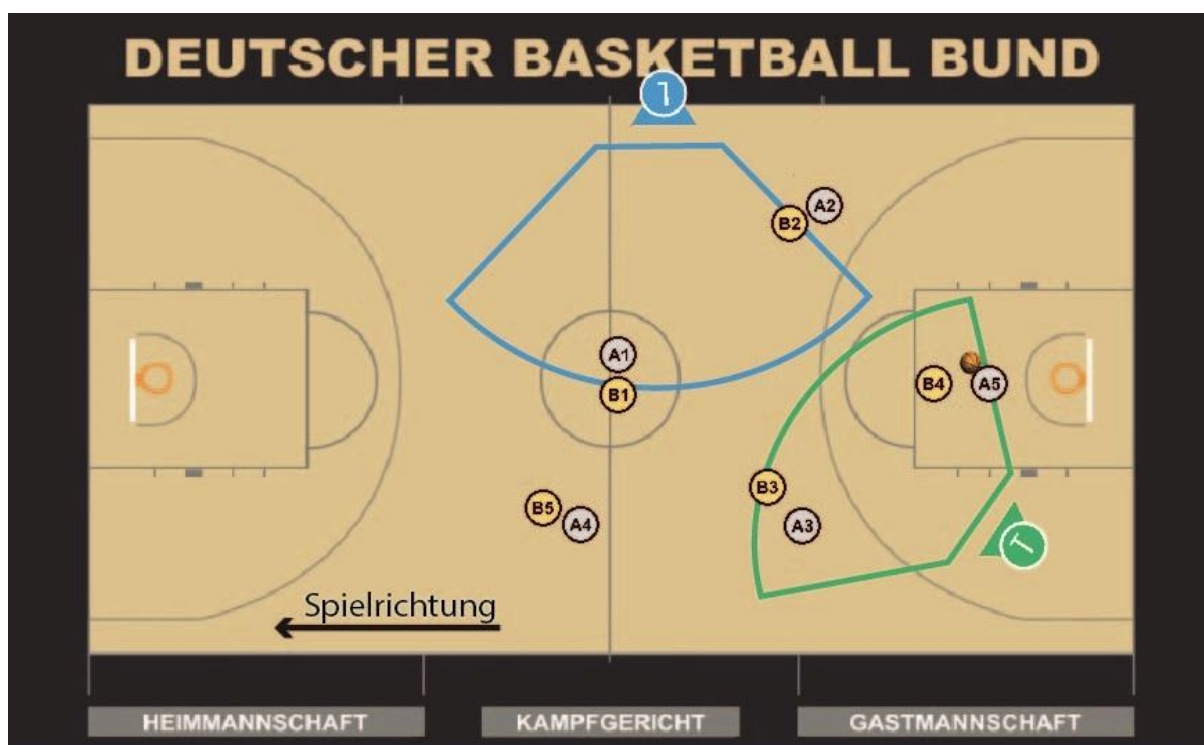 DEUTSCHER BASKETBALL BUND
L
A2
B2
A1
B1
B4
A5
B3
A3
B5
A4
T
Spielrichtung
HEIMMANNSCHAFT
KAMPFGERICHT
GASTMANNSCHAFT